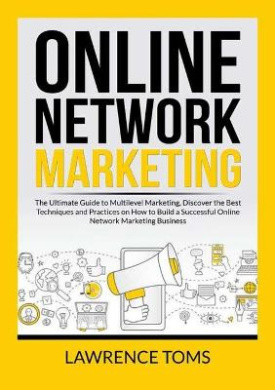 ONLINE
NETWORK
MARKETING
The Ultimate Guide to Multilevel Marketing, Discover the Best
Techniques and Practices on How to Build a Successful Online
Network Marketing Business
LAWRENCE TOMS